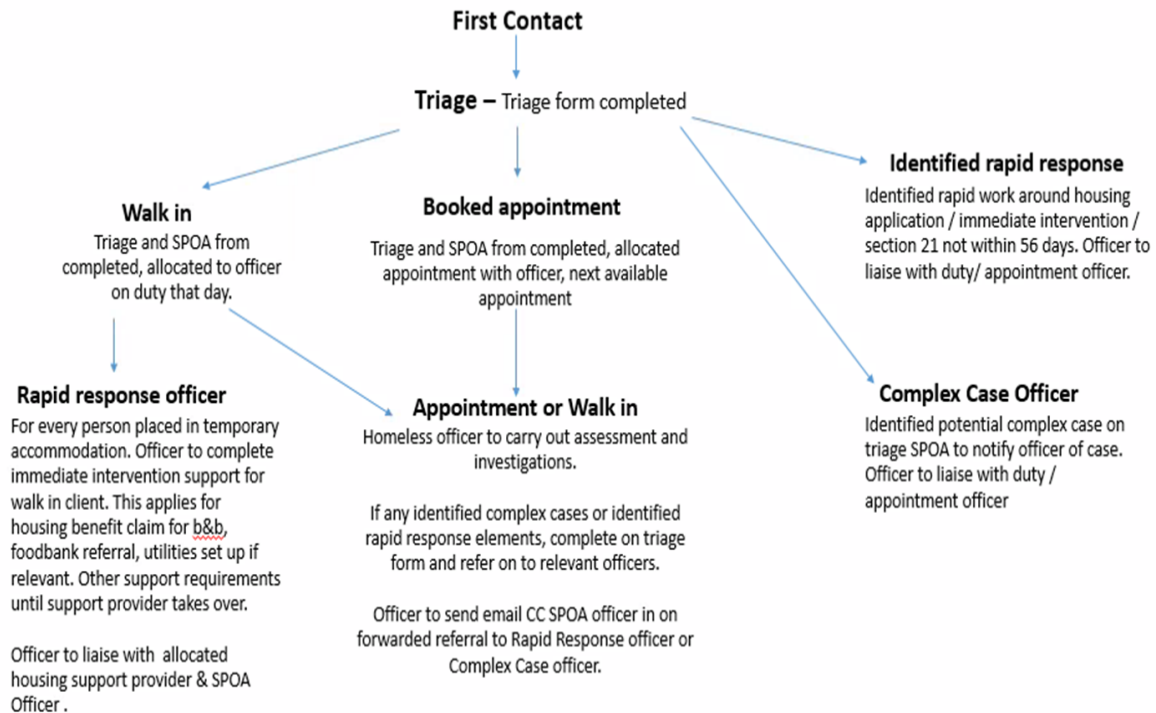 First Contact
Triage – Triage form completed
Walk in
Triage and SPOA from
completed, allocated to officer
on duty that day.
Booked appointment
Triage and SPOA from completed, allocated
appointment with officer, next available
appointment
Identified rapid response
Identified rapid work around housing
application / immediate intervention /
section 21 not within 56 days. Officer to
liaise with duty/ appointment officer.
Rapid response officer
For every person placed in temporary
accommodation. Officer to complete
immediate intervention support for
walk in client. This applies for
housing benefit claim for b&b,
foodbank referral, utilities set up if
relevant. Other support requirements
until support provider takes over.
Officer to liaise with allocated
housing support provider & SPOA
Officer .
Appointment or Walk in
Homeless officer to carry out assessment and
investigations.
If any identified complex cases or identified
rapid response elements, complete on triage
form and refer on to relevant officers.
Officer to send email CC SPOA officer in on
forwarded referral to Rapid Response officer or
Complex Case officer.
Complex Case Officer
Identified potential complex case on
triage SPOA to notify officer of case.
Officer to liaise with duty /
appointment officer